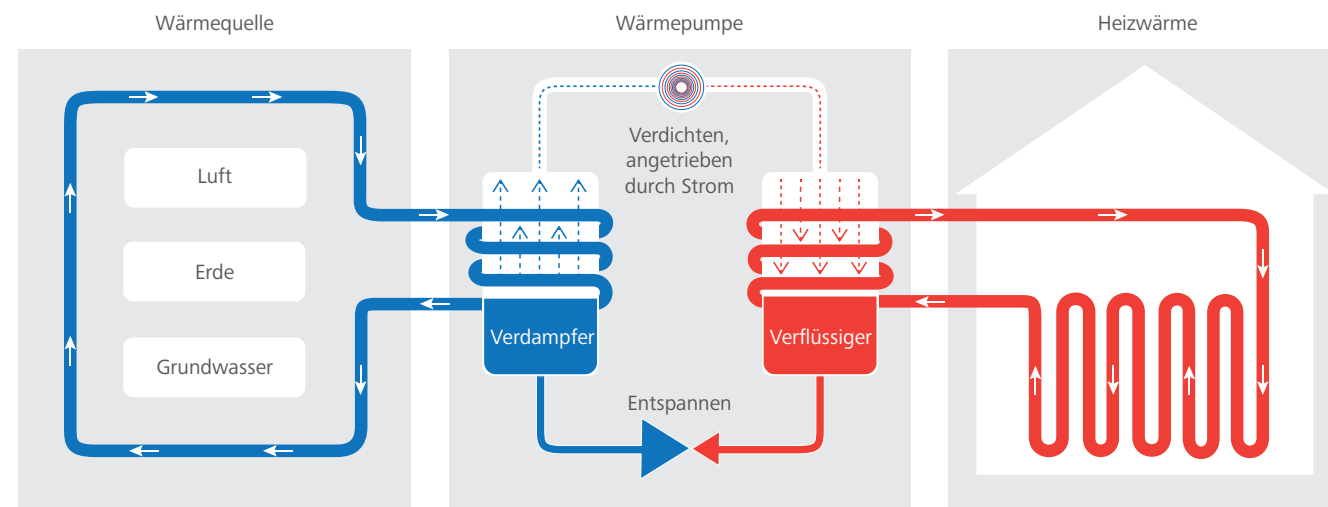 Wärmequelle
Wärmepumpe
Heizwärme
Luft
Erde
Grundwasser
Verdichten,
angetrieben
durch Strom
Verdampfer
Verflüssiger
Entspannen